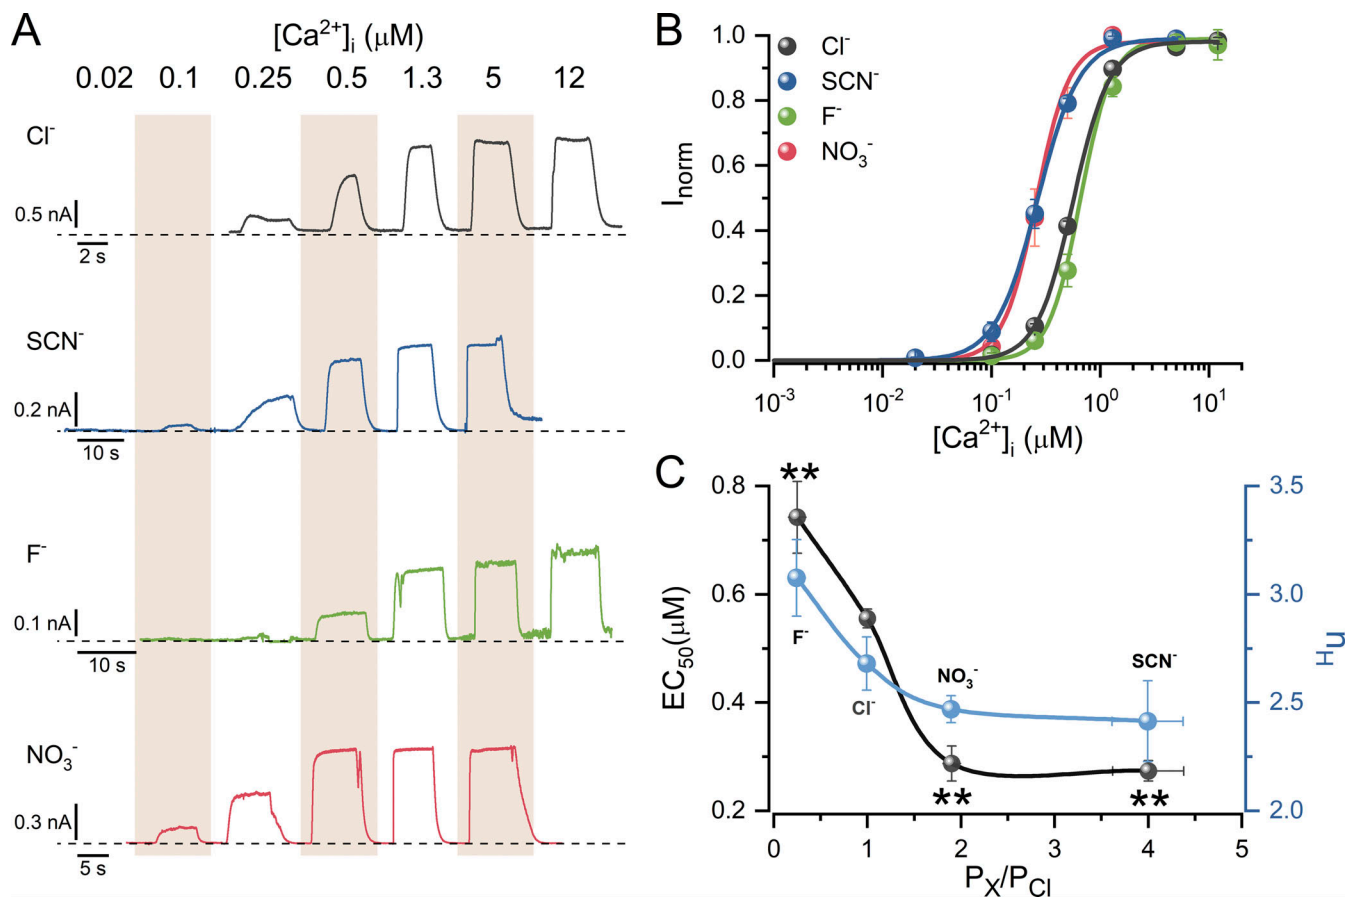 A
[Ca²⁺]ᵢ (μM)
0.02 0.1 0.25 0.5 1.3 5 12
Cl⁻
0.5 nA
2 s
SCN⁻
0.2 nA
10 s
F⁻
0.1 nA
10 s
NO₃⁻
0.3 nA
5 s
B
1.0
0.8
0.6
0.4
0.2
0.0
Iₙₒᵣₘ
Cl⁻
SCN⁻
F⁻
NO₃⁻
10⁻³ 10⁻² 10⁻¹ 10⁰ 10¹
[Ca²⁺]ᵢ (μM)
C
0.8
0.6
0.4
0.2
EC₅₀(μM)
**
F⁻
Cl⁻
NO₃⁻
**
SCN⁻
**
3.5
3.0
2.5
2.0
n_H
0 1 2 3 4 5
P_X/P_Cl